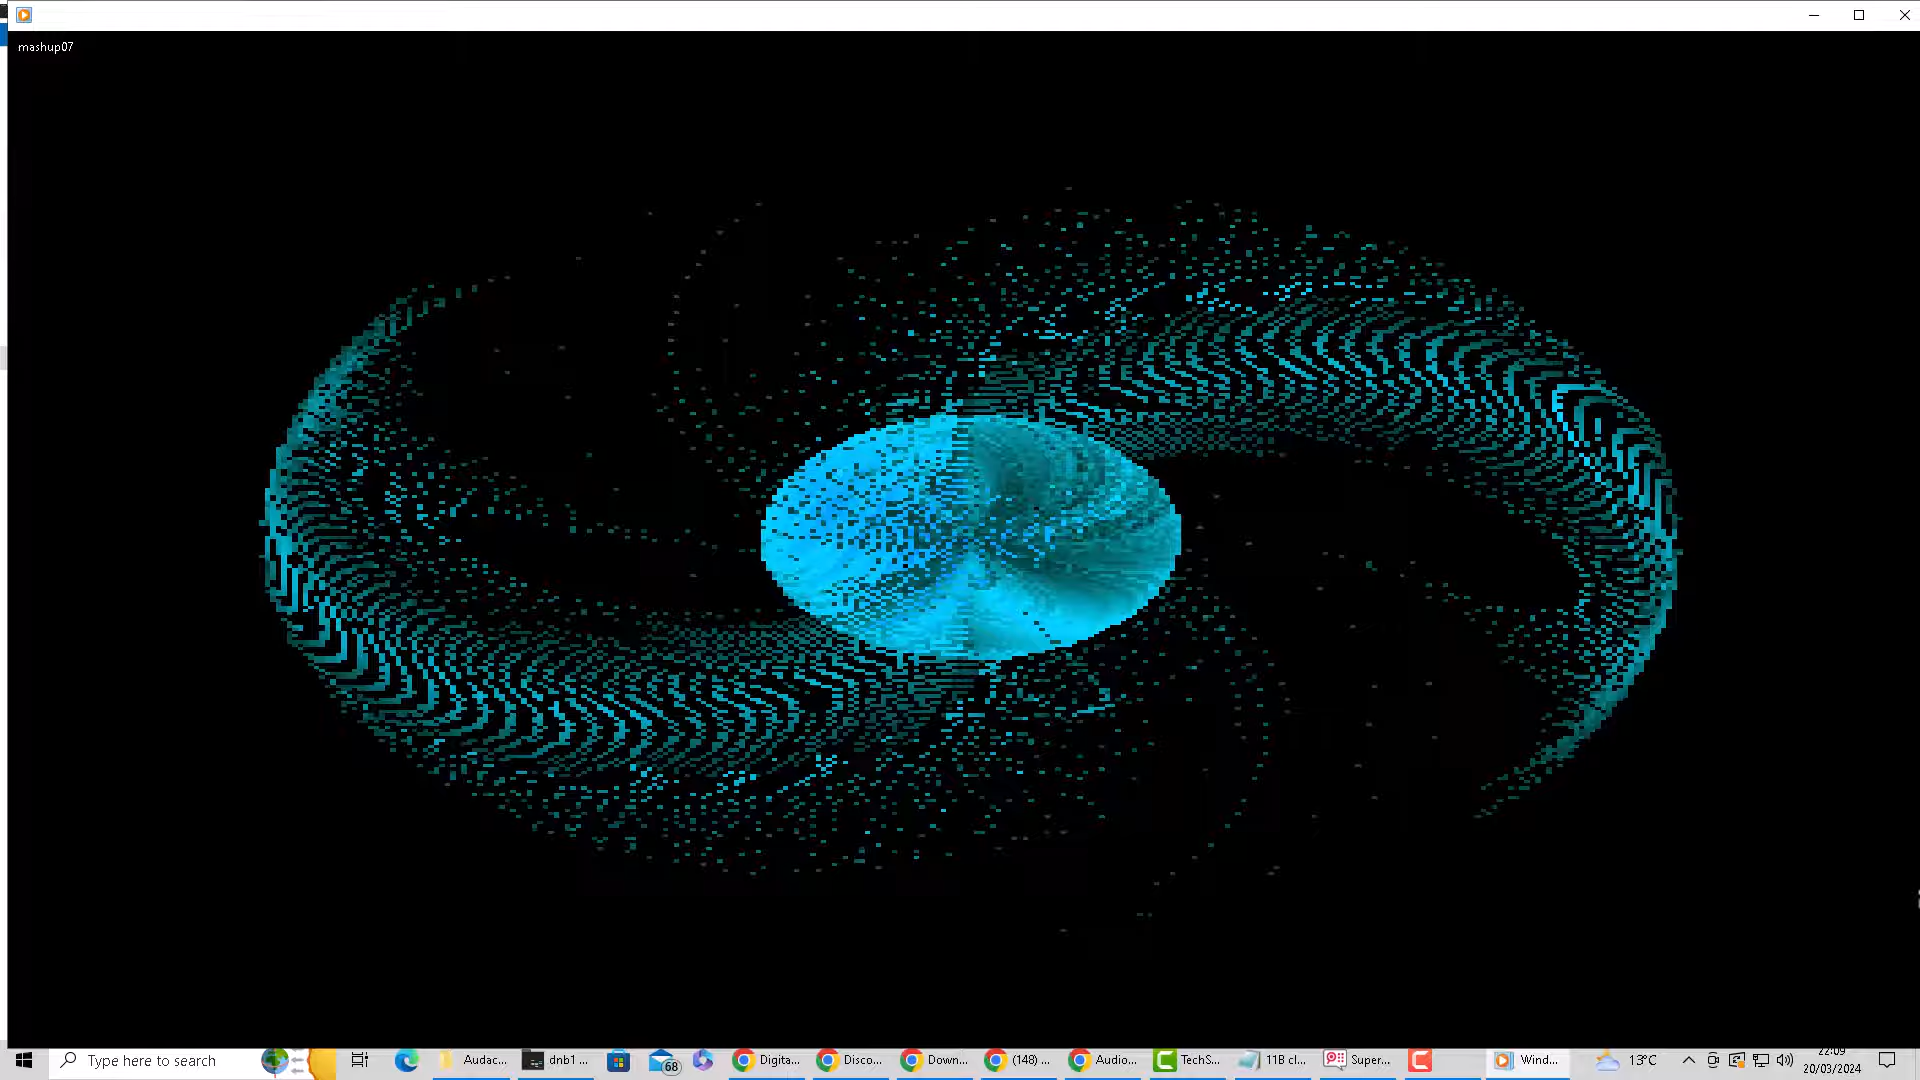 mashup07
Type here to search
Audac...
dnb1 ...
68
Digita...
Disco...
Down...
(148) ...
Audio...
TechS...
11B cl...
Super...
Wind...
13°C
22:09
20/03/2024